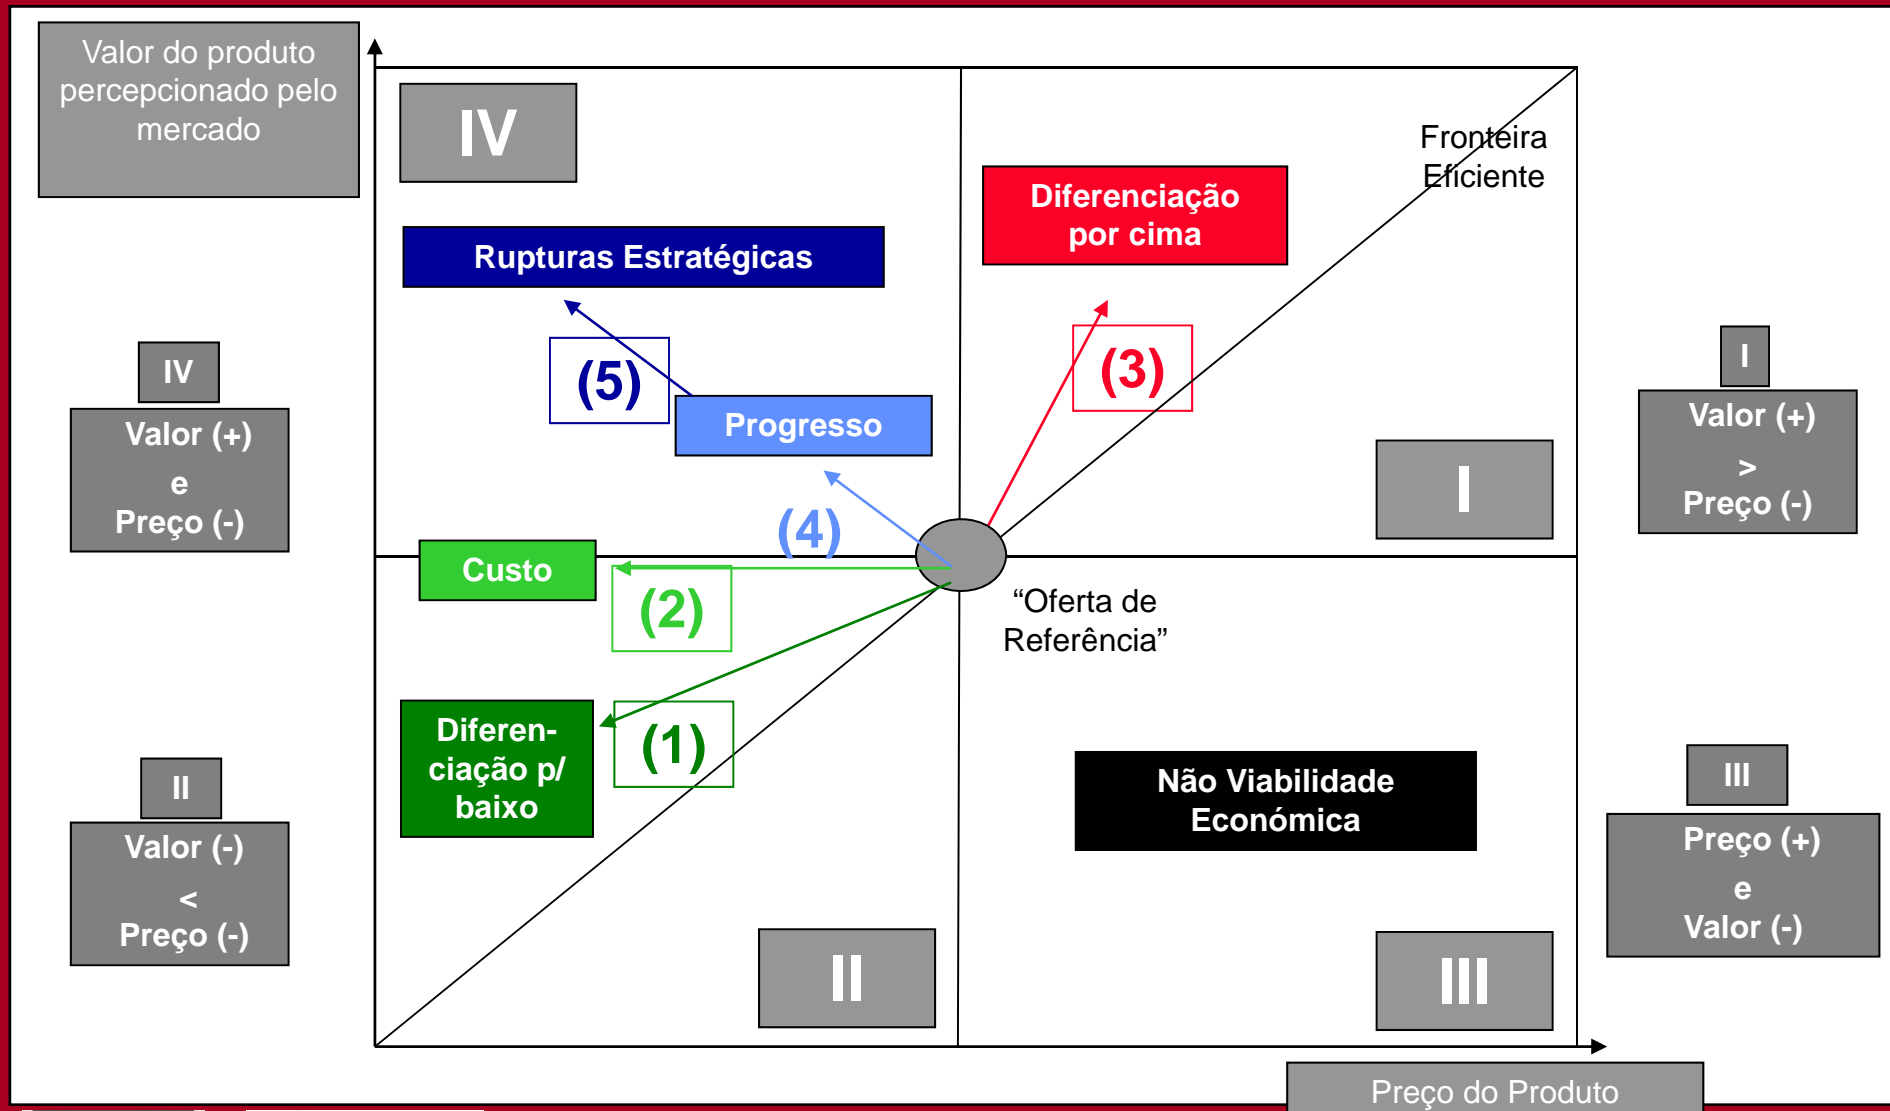 Valor do produto
percepcionado pelo
mercado
IV
Fronteira
Eficiente
Diferenciação
por cima
Rupturas Estratégicas
(5)
(3)
IV
Valor (+)
e
Preço (-)
Progresso
I
I
Valor (+)
>
Preço (-)
(4)
Custo
(2)
“Oferta de
Referência”
Diferen-
ciação p/
baixo
(1)
Não Viabilidade
Económica
II
Valor (-)
<
Preço (-)
III
Preço (+)
e
Valor (-)
II
III
Preço do Produto